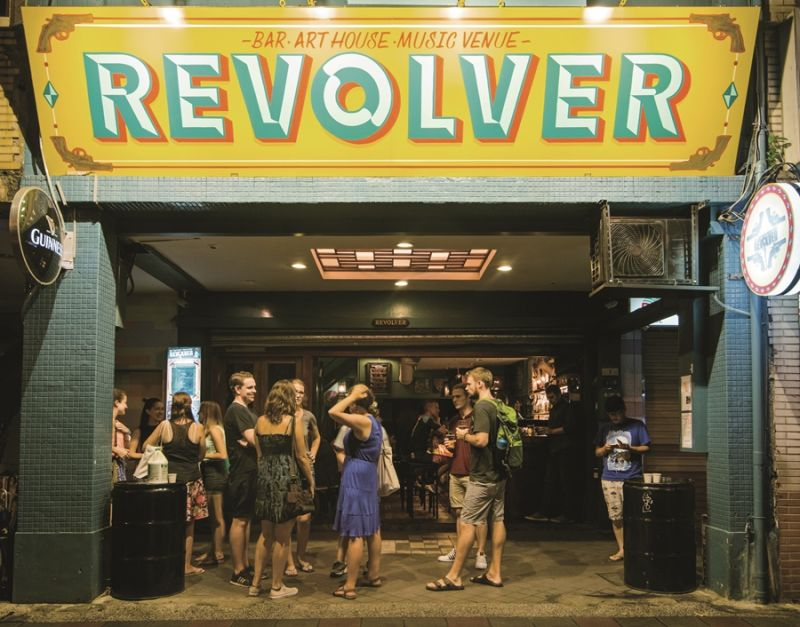 -BAR·ART HOUSE·MUSIC VENUE-
REVOLVER
GUINNESS
REVOLVER